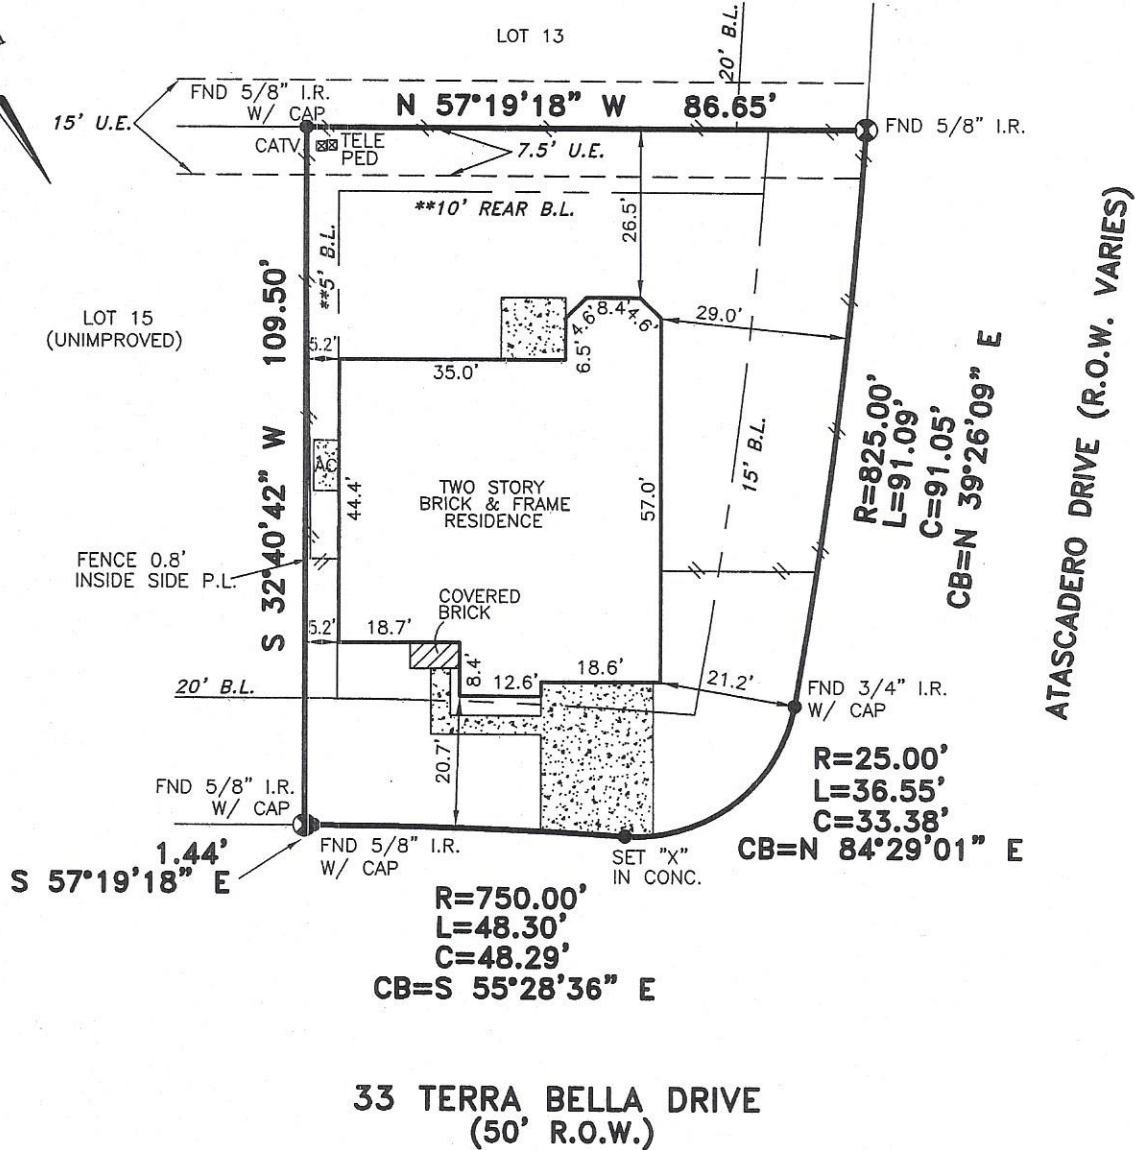 LOT 13
20' B.L.
FND 5/8" I.R.
W/ CAP
N 57°19'18" W 86.65'
15' U.E.
FND 5/8" I.R.
CATV
TELE
PED
7.5' U.E.
**10' REAR B.L.
26.5'
**5' B.L.
LOT 15
(UNIMPROVED)
S 32°40'42" W 109.50'
8.4'
4.6'
4.6'
29.0'
5.2'
35.0'
6.5'
R=825.00'
L=91.09'
C=91.05'
CB=N 39°26'09" E
ATASCADERO DRIVE (R.O.W. VARIES)
15' B.L.
AC
44.4'
TWO STORY
BRICK & FRAME
RESIDENCE
57.0'
FENCE 0.8'
INSIDE SIDE P.L.
COVERED
BRICK
5.2'
18.7'
8.4'
12.6'
18.6'
21.2'
20' B.L.
FND 3/4" I.R.
W/ CAP
20.7'
R=25.00'
L=36.55'
C=33.38'
CB=N 84°29'01" E
FND 5/8" I.R.
W/ CAP
1.44'
S 57°19'18" E
FND 5/8" I.R.
W/ CAP
SET "X"
IN CONC.
R=750.00'
L=48.30'
C=48.29'
CB=S 55°28'36" E
33 TERRA BELLA DRIVE
(50' R.O.W.)